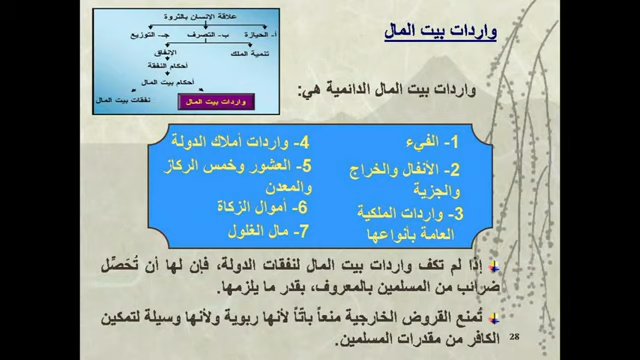 واردات بيت المال
علاقة الإنسان بالثروة
أ- الحيازة ب- التصرف جـ- التوزيع
تنمية الملك الإنفاق
أحكام النفقة
أحكام بيت المال
واردات بيت المال نفقات بيت المال
واردات بيت المال الدائمية هي:
1- الفيء
2- الأنفال والخراج
والجزية
3- واردات الملكية
العامة بأنواعها
4- واردات أملاك الدولة
5- العشور وخمس الركاز
والمعدن
6- أموال الزكاة
7- مال الغلول
إذا لم تكف واردات بيت المال لنفقات الدولة، فإن لها أن تُحَصِّل
ضرائب من المسلمين بالمعروف، بقدر ما يلزمها.
تُمنع القروض الخارجية منعاً باتّاً لأنها ربوية ولأنها وسيلة لتمكين
الكافر من مقدرات المسلمين.
28